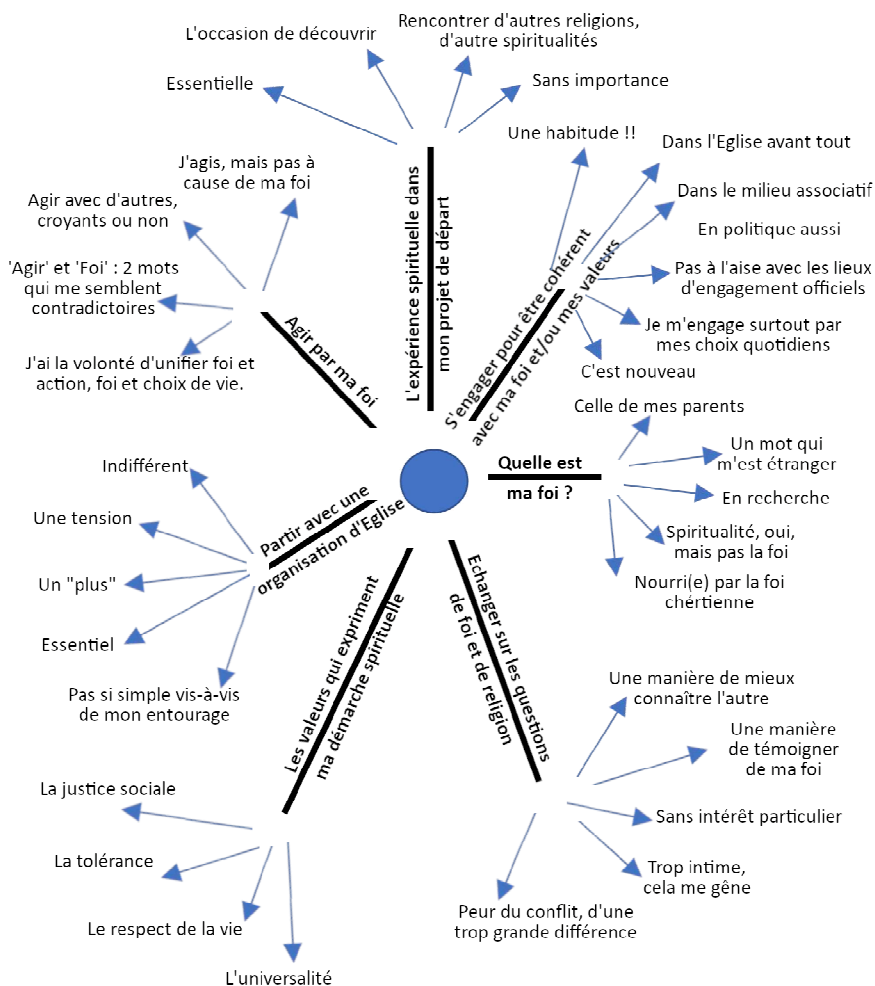 L'occasion de découvrir
Rencontrer d'autres religions,
d'autre spiritualités
Essentielle
Sans importance
L'expérience spirituelle dans
mon projet de départ
Une habitude !!
Dans l'Eglise avant tout
Dans le milieu associatif
En politique aussi
Pas à l'aise avec les lieux
d'engagement officiels
Je m'engage surtout par
mes choix quotidiens
C'est nouveau
S'engager pour être cohérent
avec ma foi et/ou mes valeurs
J'agis, mais pas à
cause de ma foi
Agir avec d'autres,
croyants ou non
'Agir' et 'Foi' : 2 mots
qui me semblent
contradictoires
J'ai la volonté d'unifier foi et
action, foi et choix de vie.
Agir par ma foi
Celle de mes parents
Un mot qui
m'est étranger
En recherche
Spiritualité, oui,
mais pas la foi
Nourri(e) par la foi
chértienne
Quelle est
ma foi ?
Indifférent
Une tension
Un "plus"
Essentiel
Pas si simple vis-à-vis
de mon entourage
Partir avec une
organisation d'Eglise
Les valeurs qui expriment
ma démarche spirituelle
La justice sociale
La tolérance
Le respect de la vie
L'universalité
Echanger sur les questions
de foi et de religion
Une manière de mieux
connaître l'autre
Une manière
de témoigner
de ma foi
Sans intérêt particulier
Trop intime,
cela me gêne
Peur du conflit, d'une
trop grande différence